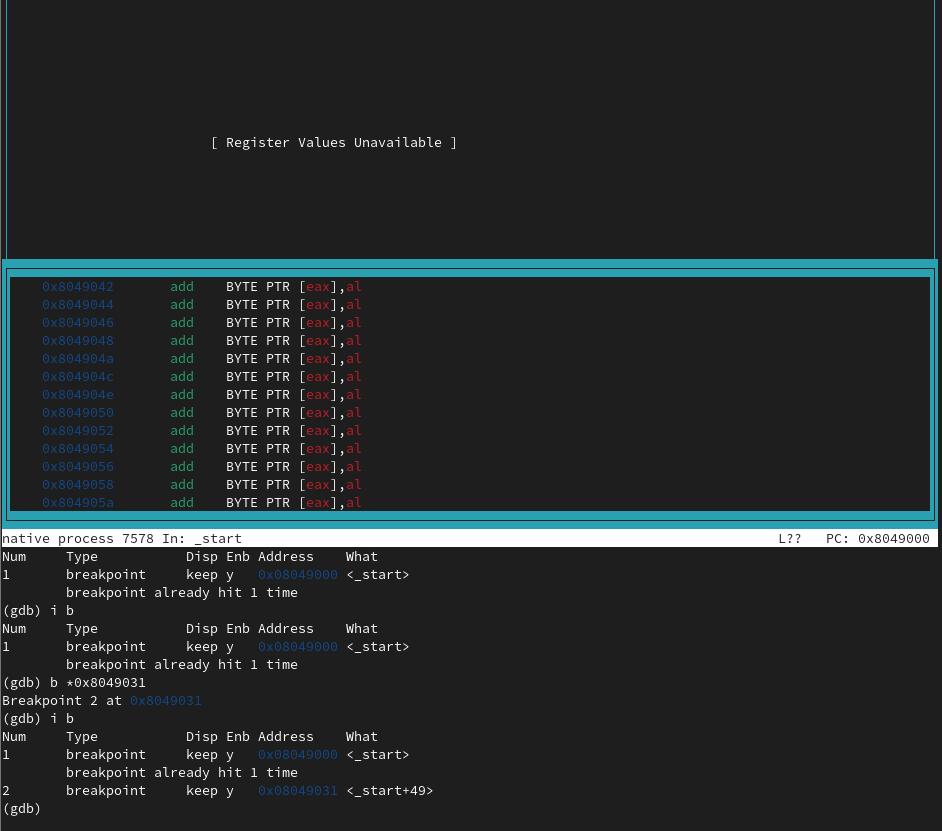 [ Register Values Unavailable ]
0x8049042 add BYTE PTR [eax],al
0x8049044 add BYTE PTR [eax],al
0x8049046 add BYTE PTR [eax],al
0x8049048 add BYTE PTR [eax],al
0x804904a add BYTE PTR [eax],al
0x804904c add BYTE PTR [eax],al
0x804904e add BYTE PTR [eax],al
0x8049050 add BYTE PTR [eax],al
0x8049052 add BYTE PTR [eax],al
0x8049054 add BYTE PTR [eax],al
0x8049056 add BYTE PTR [eax],al
0x8049058 add BYTE PTR [eax],al
0x804905a add BYTE PTR [eax],al
native process 7578 In: _start L?? PC: 0x8049000
Num Type Disp Enb Address What
1 breakpoint keep y 0x08049000 <_start>
breakpoint already hit 1 time
(gdb) i b
Num Type Disp Enb Address What
1 breakpoint keep y 0x08049000 <_start>
breakpoint already hit 1 time
(gdb) b *0x8049031
Breakpoint 2 at 0x8049031
(gdb) i b
Num Type Disp Enb Address What
1 breakpoint keep y 0x08049000 <_start>
breakpoint already hit 1 time
2 breakpoint keep y 0x08049031 <_start+49>
(gdb)